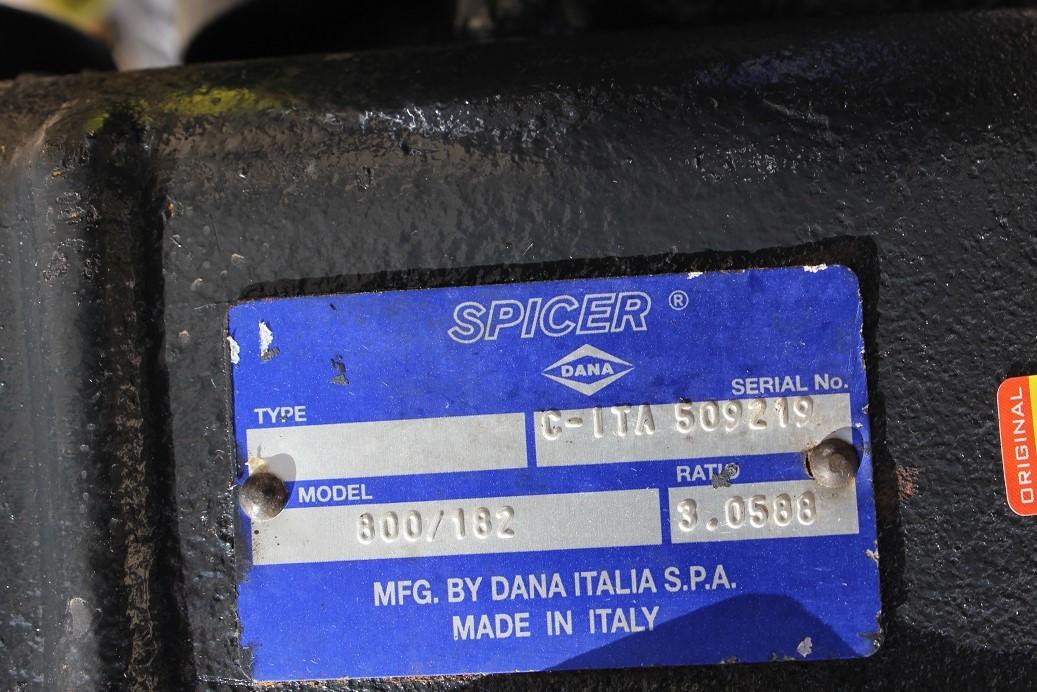 SPICER ®
DANA
SERIAL No.
TYPE
C-ITA 509219
RATIO
MODEL
800/182
3.0588
MFG. BY DANA ITALIA S.P.A.
MADE IN ITALY
ORIGINAL